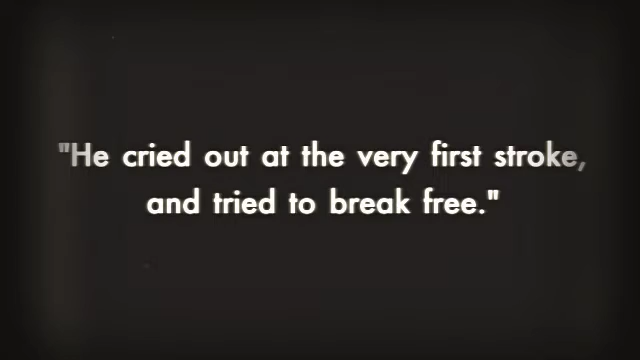 "He cried out at the very first stroke,
and tried to break free."